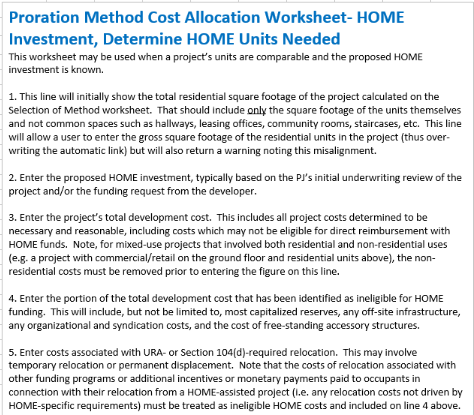 Proration Method Cost Allocation Worksheet- HOME
Investment, Determine HOME Units Needed
This worksheet may be used when a project's units are comparable and the proposed HOME
investment is known.
1. This line will initially show the total residential square footage of the project calculated on the
Selection of Method worksheet. That should include only the square footage of the units themselves
and not common spaces such as hallways, leasing offices, community rooms, staircases, etc. This line
will allow a user to enter the gross square footage of the residential units in the project (thus over-
writing the automatic link) but will also return a warning noting this misalignment.
2. Enter the proposed HOME investment, typically based on the PJ's initial underwriting review of the
project and/or the funding request from the developer.
3. Enter the project's total development cost. This includes all project costs determined to be
necessary and reasonable, including costs which may not be eligible for direct reimbursement with
HOME funds. Note, for mixed-use projects that involved both residential and non-residential uses
(e.g. a project with commercial/retail on the ground floor and residential units above), the non-
residential costs must be removed prior to entering the figure on this line.
4. Enter the portion of the total development cost that has been identified as ineligible for HOME
funding. This will include, but not be limited to, most capitalized reserves, any off-site infrastructure,
any organizational and syndication costs, and the cost of free-standing accessory structures.
5. Enter costs associated with URA- or Section 104(d)-required relocation. This may involve
temporary relocation or permanent displacement. Note that the costs of relocation associated with
other funding programs or additional incentives or monetary payments paid to occupants in
connection with their relocation from a HOME-assisted project (i.e. any relocation costs not driven by
HOME-specific requirements) must be treated as ineligible HOME costs and included on line 4 above.